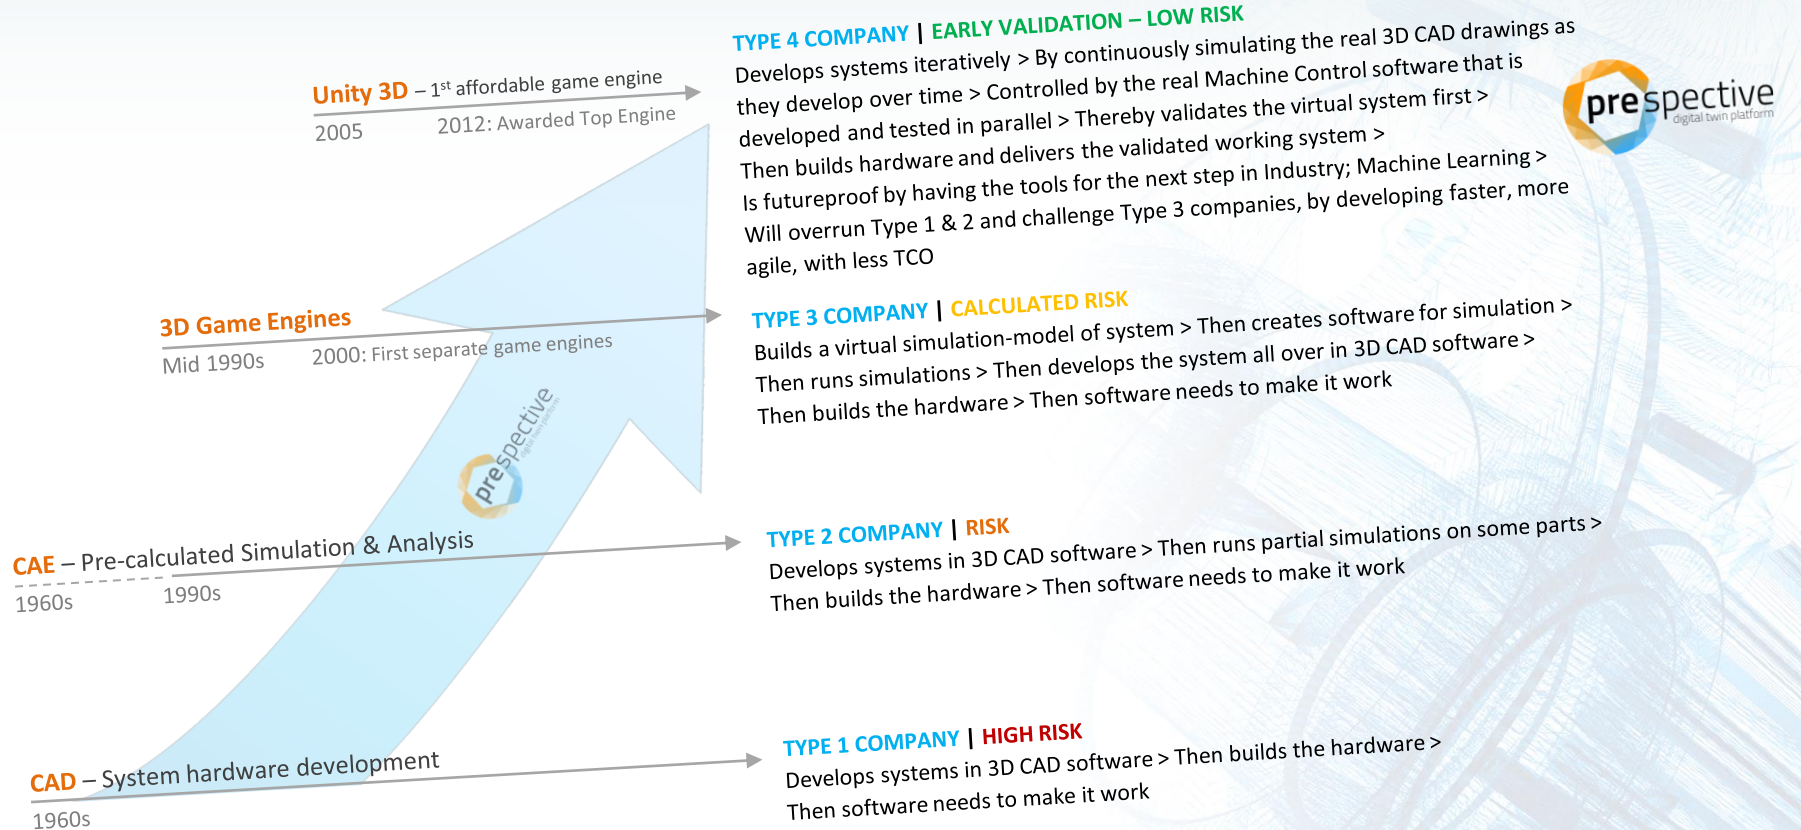 TYPE 4 COMPANY | EARLY VALIDATION – LOW RISK
Develops systems iteratively > By continuously simulating the real 3D CAD drawings as
they develop over time > Controlled by the real Machine Control software that is
developed and tested in parallel > Thereby validates the virtual system first >
Then builds hardware and delivers the validated working system >
Is futureproof by having the tools for the next step in Industry; Machine Learning >
Will overrun Type 1 & 2 and challenge Type 3 companies, by developing faster, more
agile, with less TCO
prespective
digital twin platform
Unity 3D – 1st affordable game engine
2005 2012: Awarded Top Engine
3D Game Engines
Mid 1990s 2000: First separate game engines
TYPE 3 COMPANY | CALCULATED RISK
Builds a virtual simulation-model of system > Then creates software for simulation >
Then runs simulations > Then develops the system all over in 3D CAD software >
Then builds the hardware > Then software needs to make it work
prespective
digital twin platform
CAE – Pre-calculated Simulation & Analysis
1960s 1990s
TYPE 2 COMPANY | RISK
Develops systems in 3D CAD software > Then runs partial simulations on some parts >
Then builds the hardware > Then software needs to make it work
CAD – System hardware development
1960s
TYPE 1 COMPANY | HIGH RISK
Develops systems in 3D CAD software > Then builds the hardware >
Then software needs to make it work